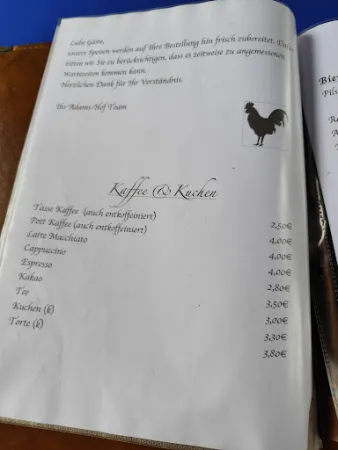 Liebe Gäste,
unsere Speisen werden auf Ihre Bestellung hin frisch zubereitet.
bitten wir Sie zu berücksichtigen, dass es zeitweise zu angemessenen
Wartezeiten kommen kann.
Herzlichen Dank für Ihr Verständnis.
Ihr Adams-Hof Team
Kaffee & Kuchen
Tasse Kaffee (auch entkoffeiniert) 2,50€
Pott Kaffee (auch entkoffeiniert) 4,00€
Latte Macchiato 4,00€
Cappuccino 4,00€
Espresso 2,80€
Kakao 3,50€
Tee 3,00€
Kuchen (k) 3,30€
Torte (k) 3,80€